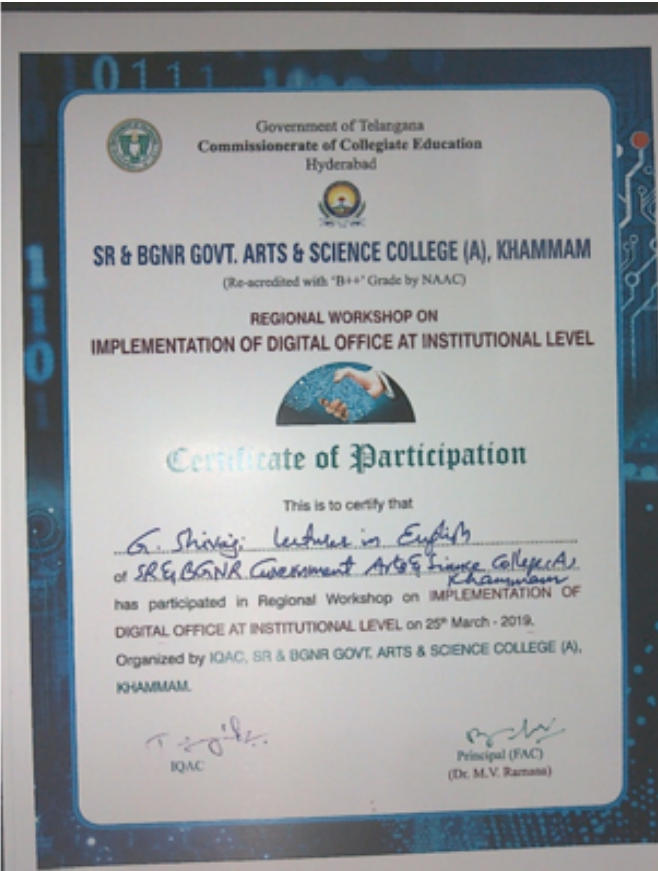 Government of Telangana
Commissionerate of Collegiate Education
Hyderabad
SR & BGNR GOVT. ARTS & SCIENCE COLLEGE (A), KHAMMAM
(Re-acredited with "B++" Grade by NAAC)
REGIONAL WORKSHOP ON
IMPLEMENTATION OF DIGITAL OFFICE AT INSTITUTIONAL LEVEL
Certificate of Participation
This is to certify that
G. Shivaji Lecturer in English
of SR & BGNR Government Arts & Science College (A)
Khammam
has participated in Regional Workshop on IMPLEMENTATION OF
DIGITAL OFFICE AT INSTITUTIONAL LEVEL on 25th March - 2019.
Organized by IQAC, SR & BGNR GOVT. ARTS & SCIENCE COLLEGE (A),
KHAMMAM.
IQAC
Principal (FAC)
(Dr. M.V. Ramana)